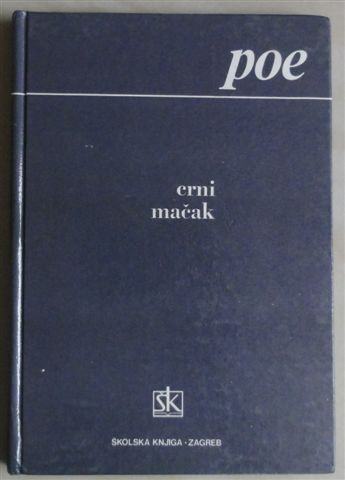 poe
crni
mačak
šk
ŠKOLSKA KNJIGA · ZAGREB